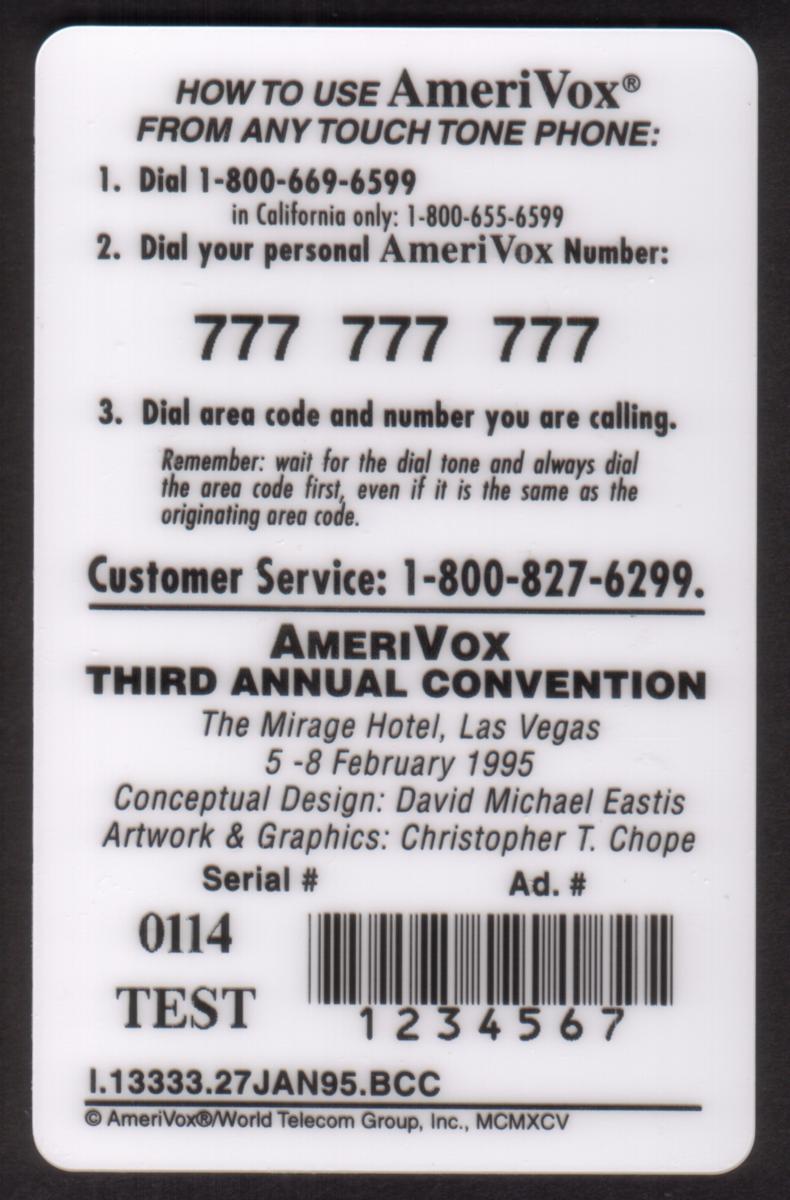 HOW TO USE AmeriVox®
FROM ANY TOUCH TONE PHONE:
1. Dial 1-800-669-6599
in California only: 1-800-655-6599
2. Dial your personal AmeriVox Number:
777 777 777
3. Dial area code and number you are calling.
Remember: wait for the dial tone and always dial
the area code first, even if it is the same as the
originating area code.
Customer Service: 1-800-827-6299.
AMERIVOX
THIRD ANNUAL CONVENTION
The Mirage Hotel, Las Vegas
5 -8 February 1995
Conceptual Design: David Michael Eastis
Artwork & Graphics: Christopher T. Chope
Serial # Ad. #
0114
TEST
1234567
I.13333.27JAN95.BCC
© AmeriVox®/World Telecom Group, Inc., MCMXCV